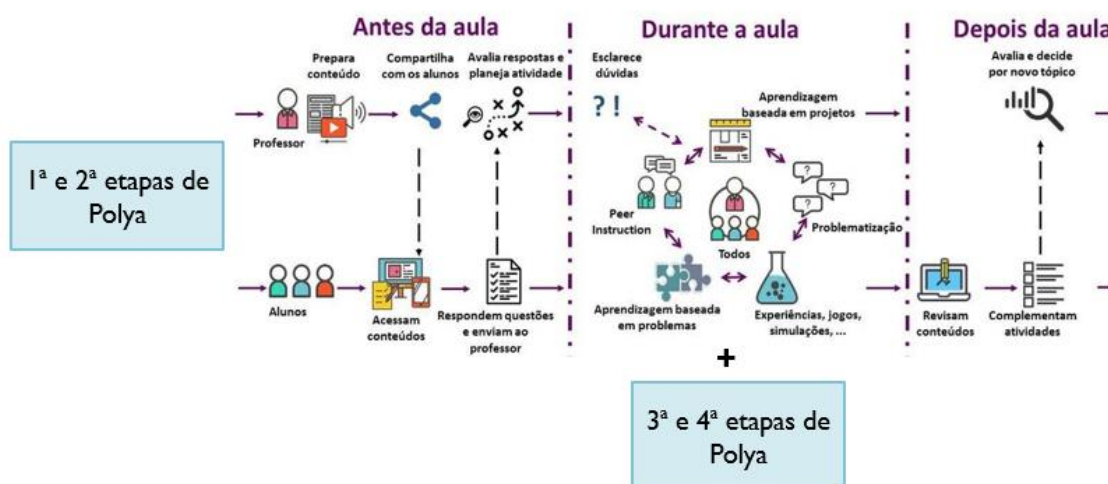 Antes da aula
Durante a aula
Depois da aula
Prepara
conteúdo
Compartilha
com os alunos
Avalia respostas e
planeja atividade
Professor
1ª e 2ª etapas de
Polya
Alunos
Acessam
conteúdos
Respondem questões
e enviam ao
professor
Esclarece
dúvidas
? !
Aprendizagem
baseada em projetos
Peer
Instruction
Todos
?
?
?
Problematização
Aprendizagem baseada
em problemas
Experiências, jogos,
simulações, ...
+
3ª e 4ª etapas de
Polya
Avalia e decide
por novo tópico
Revisam
conteúdos
Complementam
atividades